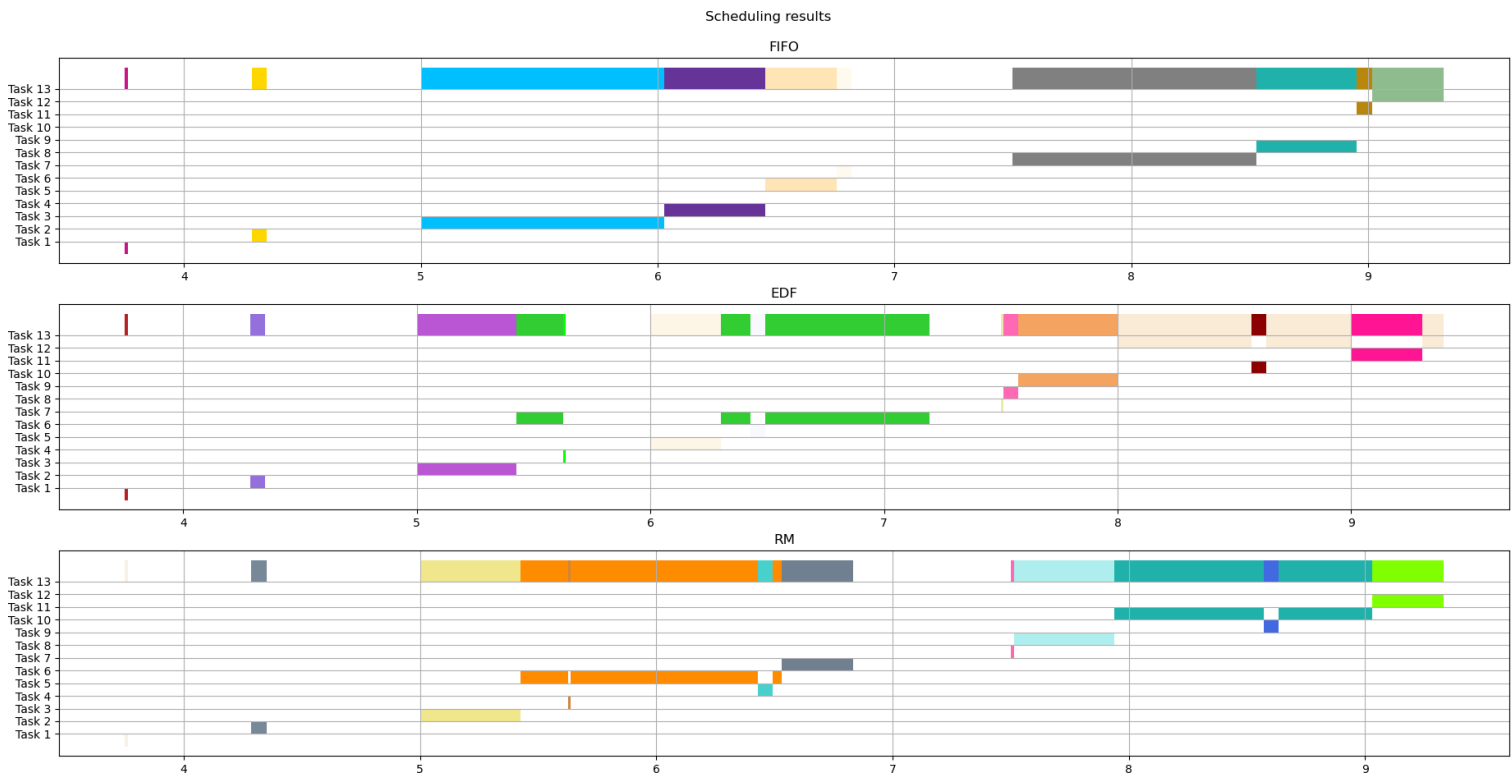 Scheduling results
FIFO
Task 13
Task 12
Task 11
Task 10
Task 9
Task 8
Task 7
Task 6
Task 5
Task 4
Task 3
Task 2
Task 1
4 5 6 7 8 9
EDF
Task 13
Task 12
Task 11
Task 10
Task 9
Task 8
Task 7
Task 6
Task 5
Task 4
Task 3
Task 2
Task 1
4 5 6 7 8 9
RM
Task 13
Task 12
Task 11
Task 10
Task 9
Task 8
Task 7
Task 6
Task 5
Task 4
Task 3
Task 2
Task 1
4 5 6 7 8 9